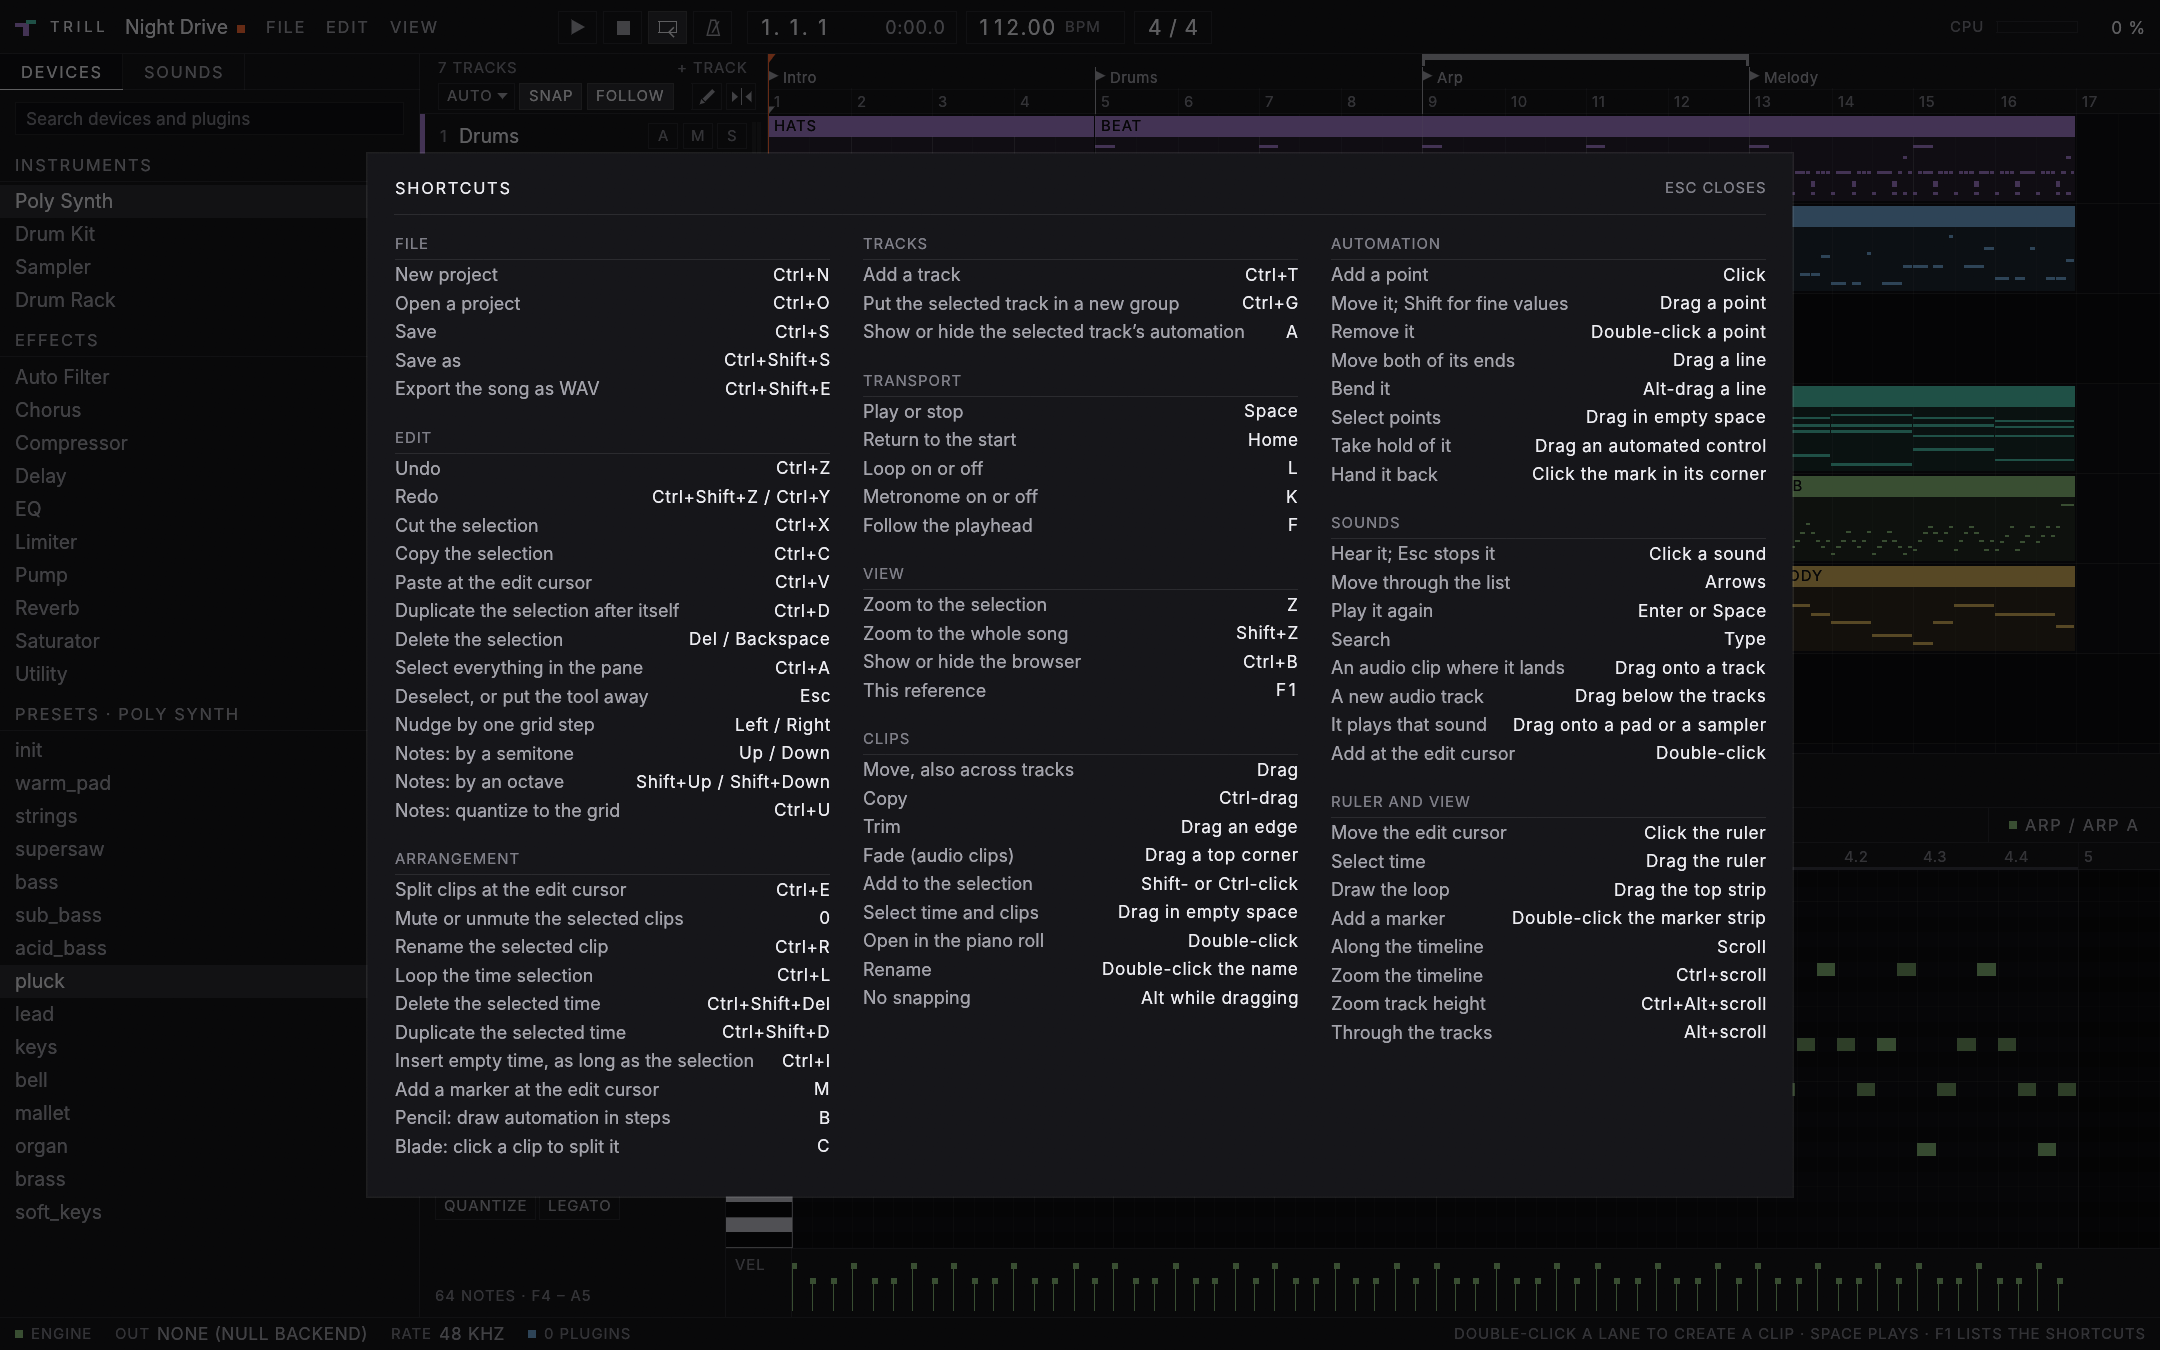 TRILL Night Drive FILE EDIT VIEW 1. 1. 1 0:00.0 112.00 BPM 4 / 4 CPU 0 %
DEVICES SOUNDS
Search devices and plugins
INSTRUMENTS
Poly Synth
Drum Kit
Sampler
Drum Rack
EFFECTS
Auto Filter
Chorus
Compressor
Delay
EQ
Limiter
Pump
Reverb
Saturator
Utility
PRESETS · POLY SYNTH
init
warm_pad
strings
supersaw
bass
sub_bass
acid_bass
pluck
lead
keys
bell
mallet
organ
brass
soft_keys
7 TRACKS + TRACK
AUTO SNAP FOLLOW
1 Drums A M S
Intro Drums Arp Melody
1 2 3 4 5 6 7 8 9 10 11 12 13 14 15 16 17
HATS BEAT
SHORTCUTS ESC CLOSES
FILE
New project Ctrl+N
Open a project Ctrl+O
Save Ctrl+S
Save as Ctrl+Shift+S
Export the song as WAV Ctrl+Shift+E
EDIT
Undo Ctrl+Z
Redo Ctrl+Shift+Z / Ctrl+Y
Cut the selection Ctrl+X
Copy the selection Ctrl+C
Paste at the edit cursor Ctrl+V
Duplicate the selection after itself Ctrl+D
Delete the selection Del / Backspace
Select everything in the pane Ctrl+A
Deselect, or put the tool away Esc
Nudge by one grid step Left / Right
Notes: by a semitone Up / Down
Notes: by an octave Shift+Up / Shift+Down
Notes: quantize to the grid Ctrl+U
ARRANGEMENT
Split clips at the edit cursor Ctrl+E
Mute or unmute the selected clips 0
Rename the selected clip Ctrl+R
Loop the time selection Ctrl+L
Delete the selected time Ctrl+Shift+Del
Duplicate the selected time Ctrl+Shift+D
Insert empty time, as long as the selection Ctrl+I
Add a marker at the edit cursor M
Pencil: draw automation in steps B
Blade: click a clip to split it C
TRACKS
Add a track Ctrl+T
Put the selected track in a new group Ctrl+G
Show or hide the selected track’s automation A
TRANSPORT
Play or stop Space
Return to the start Home
Loop on or off L
Metronome on or off K
Follow the playhead F
VIEW
Zoom to the selection Z
Zoom to the whole song Shift+Z
Show or hide the browser Ctrl+B
This reference F1
CLIPS
Move, also across tracks Drag
Copy Ctrl-drag
Trim Drag an edge
Fade (audio clips) Drag a top corner
Add to the selection Shift- or Ctrl-click
Select time and clips Drag in empty space
Open in the piano roll Double-click
Rename Double-click the name
No snapping Alt while dragging
AUTOMATION
Add a point Click
Move it; Shift for fine values Drag a point
Remove it Double-click a point
Move both of its ends Drag a line
Bend it Alt-drag a line
Select points Drag in empty space
Take hold of it Drag an automated control
Hand it back Click the mark in its corner
SOUNDS
Hear it; Esc stops it Click a sound
Move through the list Arrows
Play it again Enter or Space
Search Type
An audio clip where it lands Drag onto a track
A new audio track Drag below the tracks
It plays that sound Drag onto a pad or a sampler
Add at the edit cursor Double-click
RULER AND VIEW
Move the edit cursor Click the ruler
Select time Drag the ruler
Draw the loop Drag the top strip
Add a marker Double-click the marker strip
Along the timeline Scroll
Zoom the timeline Ctrl+scroll
Zoom track height Ctrl+Alt+scroll
Through the tracks Alt+scroll
B
ODY
ARP / ARP A
4.2 4.3 4.4 5
QUANTIZE LEGATO
VEL
64 NOTES · F4 – A5
ENGINE OUT NONE (NULL BACKEND) RATE 48 KHZ 0 PLUGINS DOUBLE-CLICK A LANE TO CREATE A CLIP · SPACE PLAYS · F1 LISTS THE SHORTCUTS